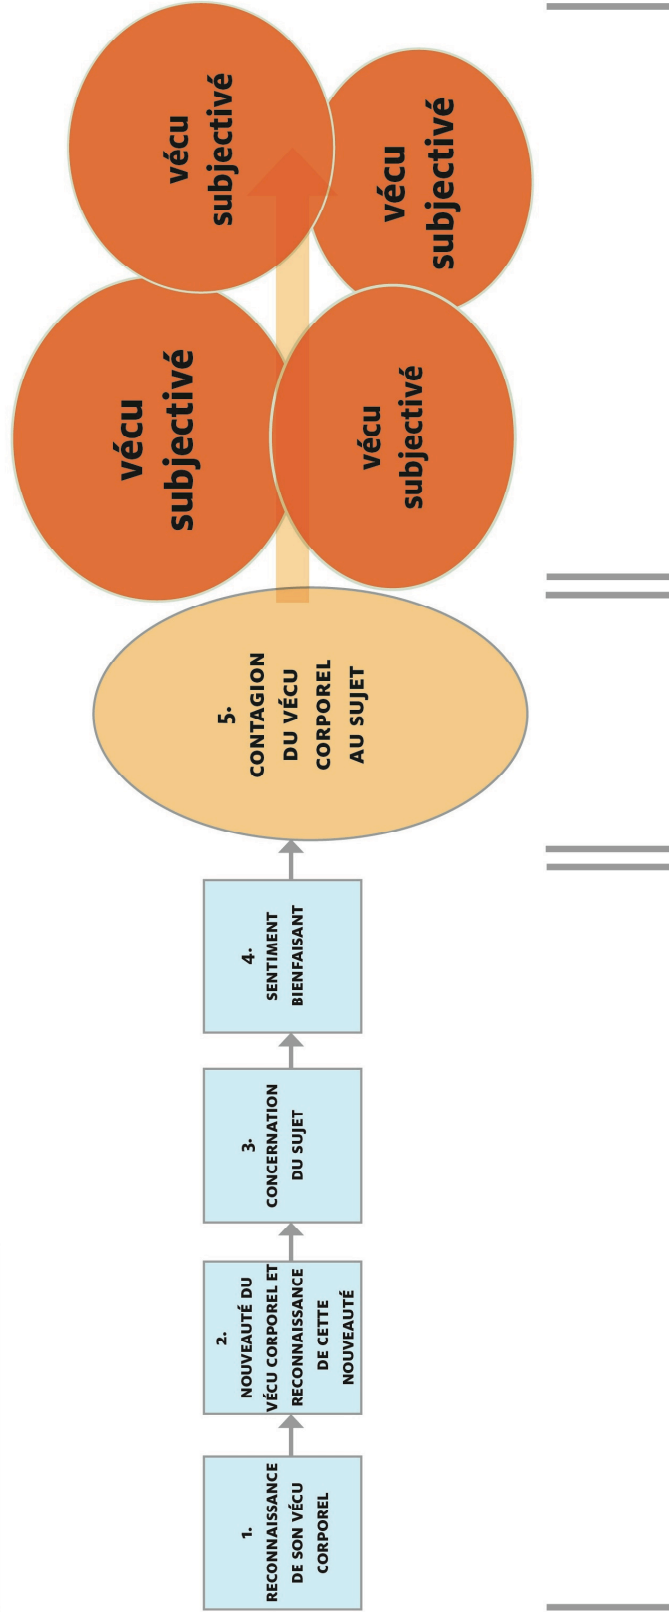 1.
RECONNAISSANCE
DE SON VÉCU
CORPOREL
2.
NOUVEAUTÉ DU
VÉCU CORPOREL ET
RECONNAISSANCE
DE CETTE
NOUVEAUTÉ
3.
CONCERNATION
DU SUJET
4.
SENTIMENT
BIENFAISANT
5.
CONTAGION
DU VÉCU
CORPOREL
AU SUJET
vécu
subjectivé
vécu
subjectivé
vécu
subjectivé
vécu
subjectivé